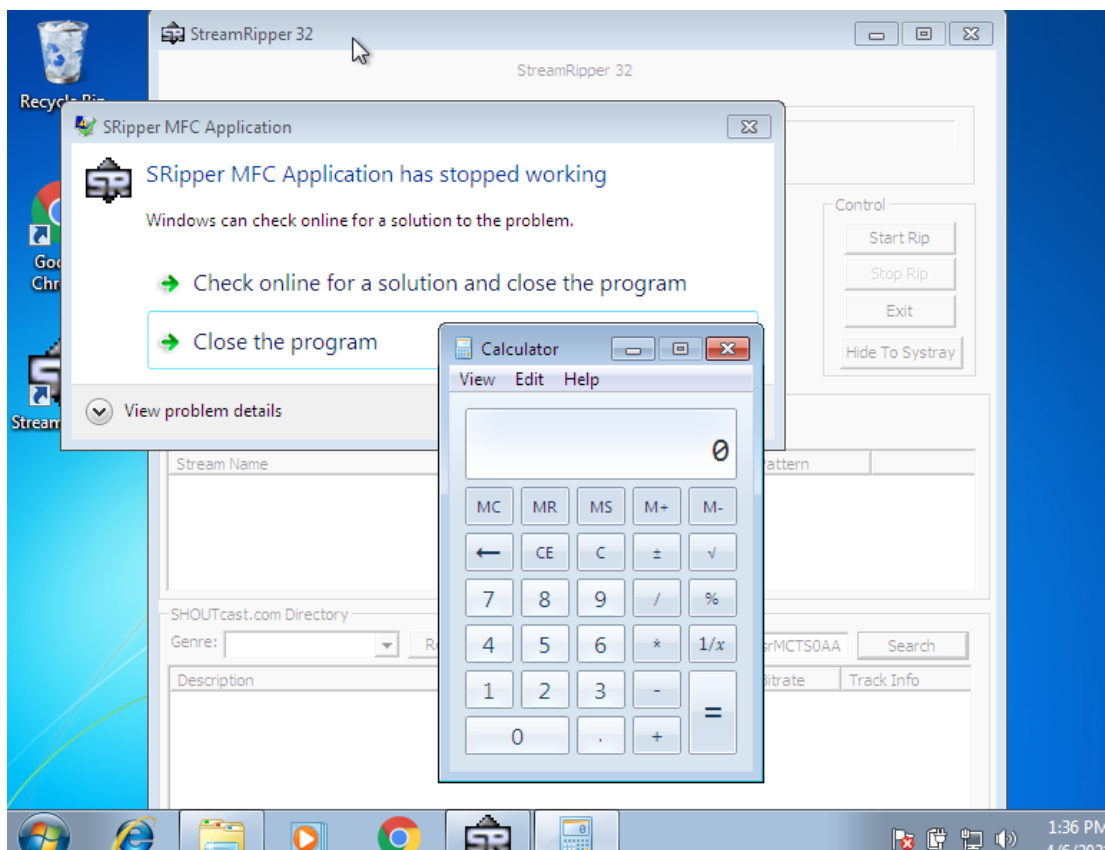 StreamRipper 32
StreamRipper 32
Recycle Bin
SRipper MFC Application
SRipper MFC Application has stopped working
Windows can check online for a solution to the problem.
Check online for a solution and close the program
Close the program
View problem details
Control
Start Rip
Stop Rip
Exit
Hide To Systray
Goo
Chr
Stream
Calculator
View Edit Help
0
MC MR MS M+ M-
← CE C ± √
7 8 9 / %
4 5 6 * 1/x
1 2 3 -
=
0 . +
Stream Name
attern
SHOUTcast.com Directory
Genre:
R
srMCTS0AA
Search
Description
Bitrate
Track Info
SR
1:36 PM